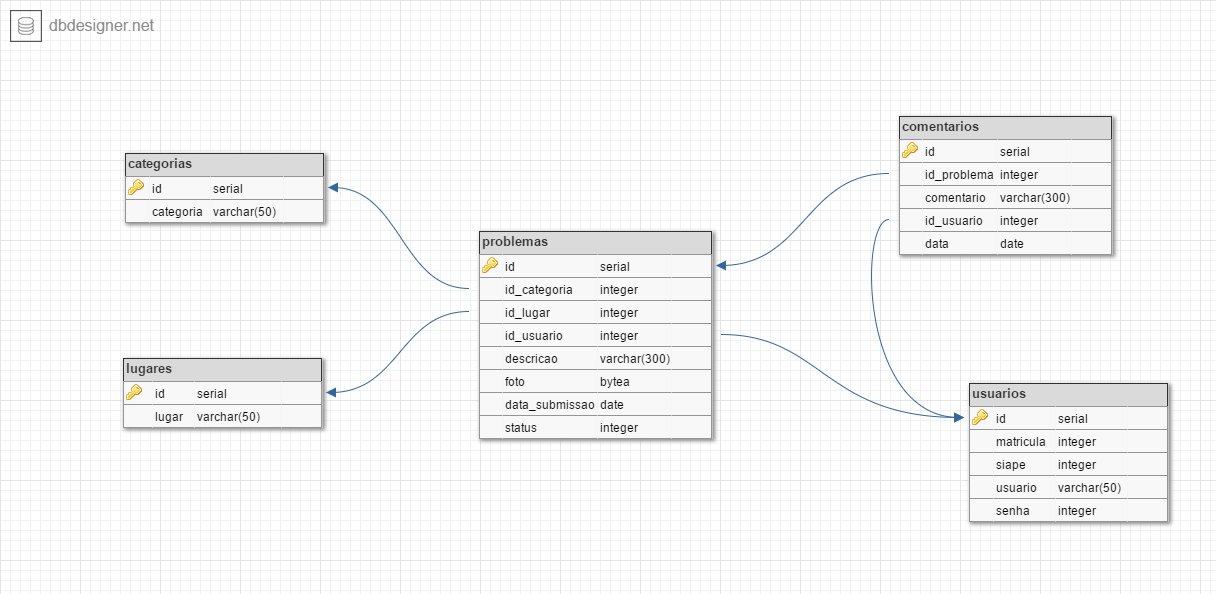 dbdesigner.net
categorias
id serial
categoria varchar(50)
lugares
id serial
lugar varchar(50)
problemas
id serial
id_categoria integer
id_lugar integer
id_usuario integer
descricao varchar(300)
foto bytea
data_submissao date
status integer
comentarios
id serial
id_problema integer
comentario varchar(300)
id_usuario integer
data date
usuarios
id serial
matricula integer
siape integer
usuario varchar(50)
senha integer